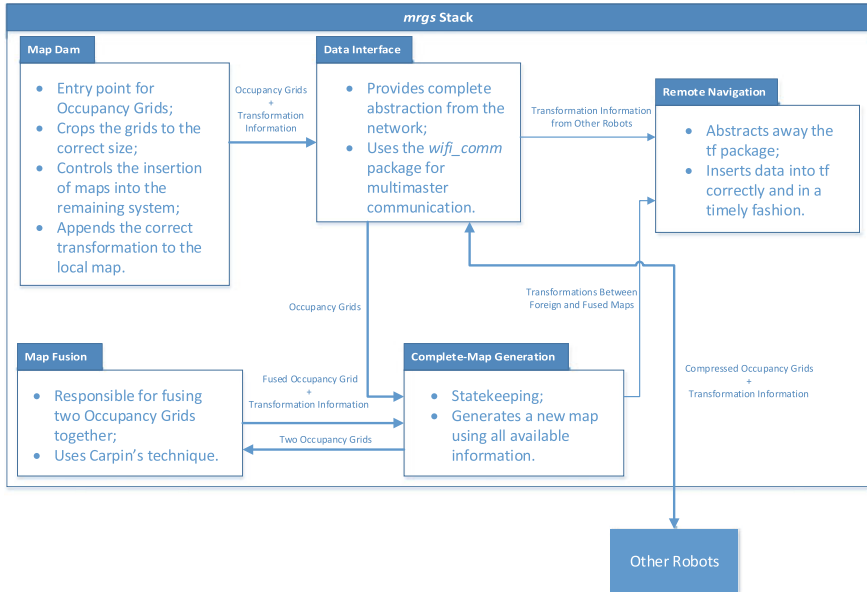 mrgs Stack
Map Dam
• Entry point for
Occupancy Grids;
• Crops the grids to the
correct size;
• Controls the insertion
of maps into the
remaining system;
• Appends the correct
transformation to the
local map.
Occupancy Grids
+
Transformation
Information
Data Interface
• Provides complete
abstraction from the
network;
• Uses the wifi_comm
package for
multimaster
communication.
Transformation Information
from Other Robots
Remote Navigation
• Abstracts away the
tf package;
• Inserts data into tf
correctly and in a
timely fashion.
Occupancy Grids
Transformations Between
Foreign and Fused Maps
Map Fusion
• Responsible for fusing
two Occupancy Grids
together;
• Uses Carpin's technique.
Fused Occupancy Grid
+
Transformation Information
Two Occupancy Grids
Complete-Map Generation
• Statekeeping;
• Generates a new map
using all available
information.
Compressed Occupancy Grids
+
Transformation Information
Other Robots